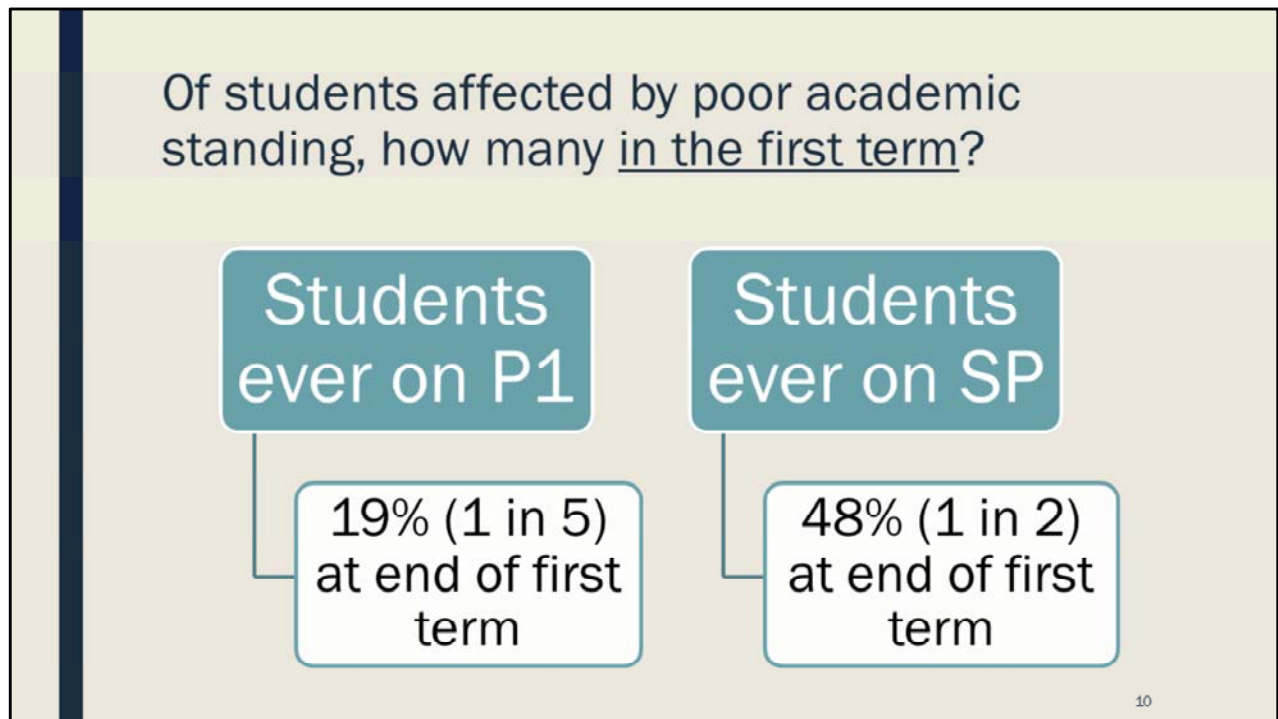 Of students affected by poor academic
standing, how many in the first term?
Students
ever on P1
19% (1 in 5)
at end of first
term
Students
ever on SP
48% (1 in 2)
at end of first
term
10